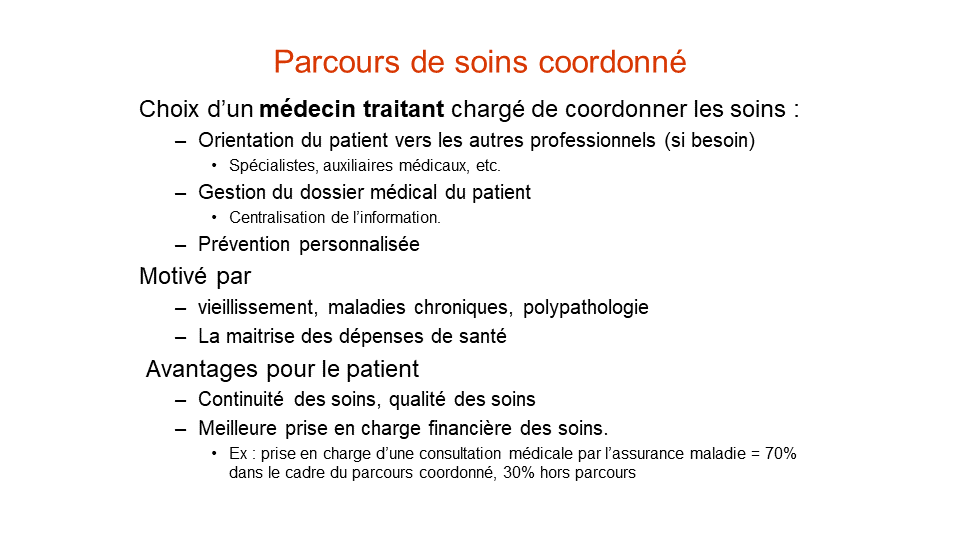 Parcours de soins coordonné
Choix d’un médecin traitant chargé de coordonner les soins :
– Orientation du patient vers les autres professionnels (si besoin)
• Spécialistes, auxiliaires médicaux, etc.
– Gestion du dossier médical du patient
• Centralisation de l’information.
– Prévention personnalisée
Motivé par
– vieillissement, maladies chroniques, polypathologie
– La maitrise des dépenses de santé
Avantages pour le patient
– Continuité des soins, qualité des soins
– Meilleure prise en charge financière des soins.
• Ex : prise en charge d’une consultation médicale par l’assurance maladie = 70%
dans le cadre du parcours coordonné, 30% hors parcours